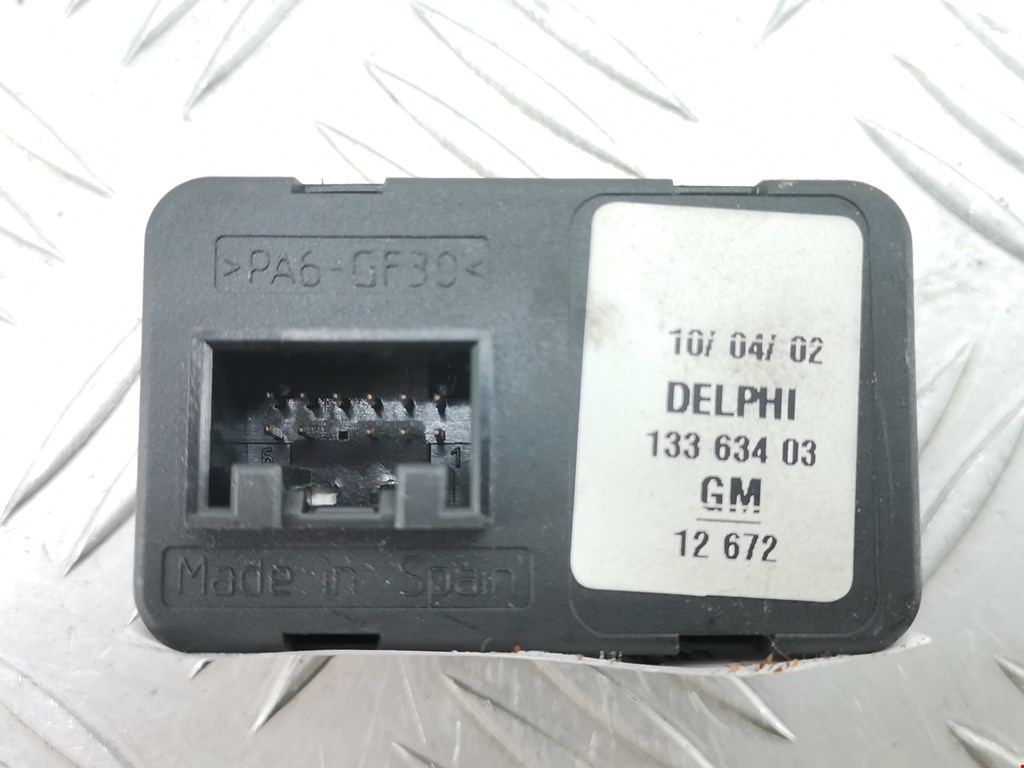 >PA6-GF30<
6 1
Made in Spain
10/ 04/ 02
DELPHI
133 634 03
GM
12 672